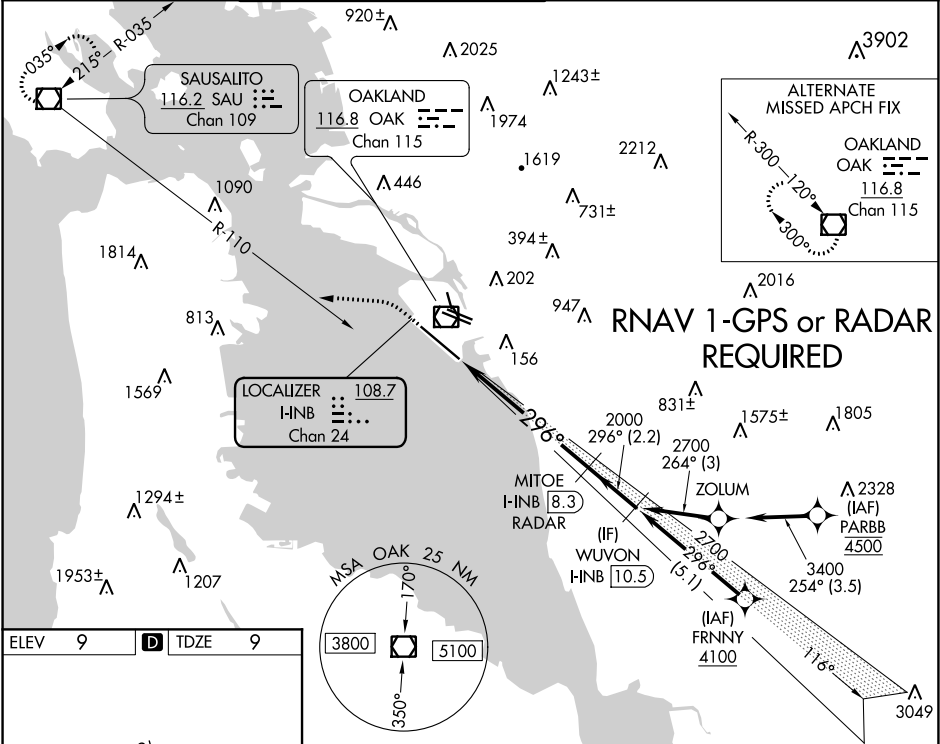 920±
2025
3902
035°
215°
R-035
SAUSALITO
116.2 SAU
Chan 109
OAKLAND
116.8 OAK
Chan 115
1243±
1974
ALTERNATE
MISSED APCH FIX
R-300
120°
300°
OAKLAND
OAK
116.8
Chan 115
1619
2212
446
1090
731±
R-110
1814
394±
202
2016
947
813
RNAV 1-GPS or RADAR
REQUIRED
156
1569
LOCALIZER 108.7
I-INB
Chan 24
831±
1575±
1805
296°
2000
296° (2.2)
2700
264° (3)
MITOE
I-INB 8.3
RADAR
ZOLUM
2328
(IAF)
PARBB
4500
1294±
(IF)
WUVON
I-INB 10.5
2700
296°
(5.1)
3400
254° (3.5)
1953±
1207
MSA OAK 25 NM
170°
3800
5100
350°
(IAF)
FRNNY
4100
116°
3049
ELEV 9 D TDZE 9